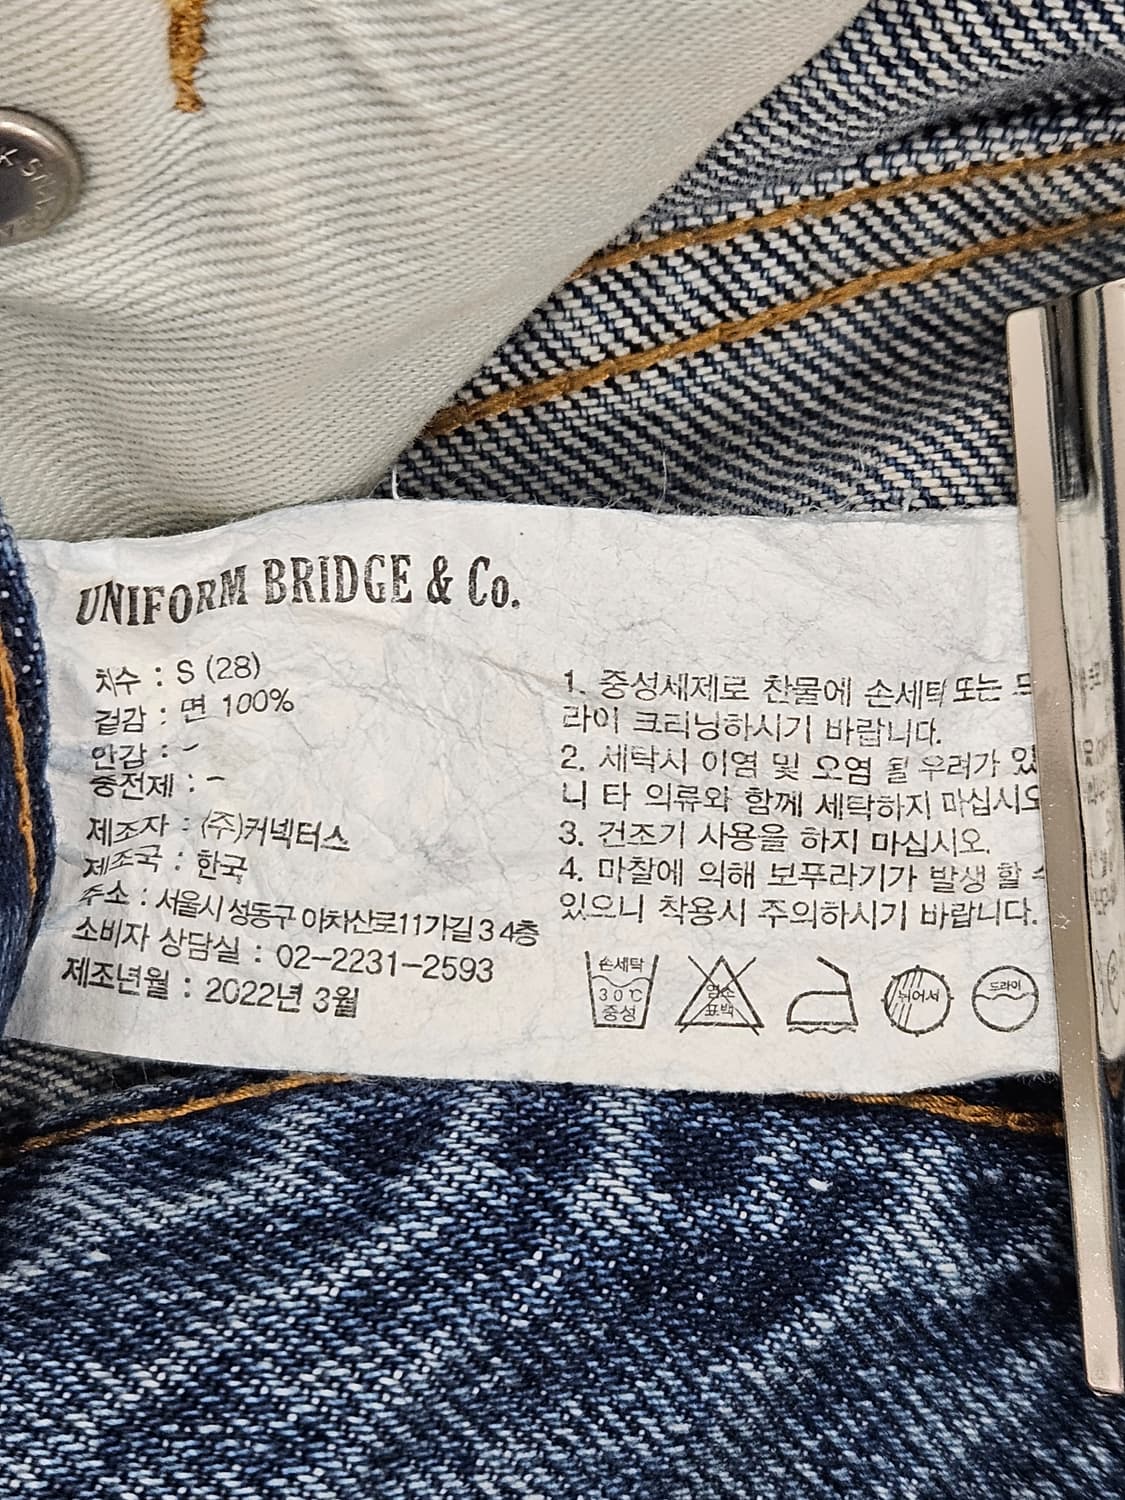 UNIFORM BRIDGE & Co.
치수 : S (28)
겉감 : 면 100%
안감 : -
충전제 : -
제조자 : (주)커넥터스
제조국 : 한국
주소 : 서울시 성동구 아차산로11가길 3 4층
소비자 상담실 : 02-2231-2593
제조년월 : 2022년 3월
1. 중성세제로 찬물에 손세탁 또는 드
라이 크리닝하시기 바랍니다.
2. 세탁시 이염 및 오염 될 우려가 있
니 타 의류와 함께 세탁하지 마십시오
3. 건조기 사용을 하지 마십시오.
4. 마찰에 의해 보푸라기가 발생 할
있으니 착용시 주의하시기 바랍니다.
손세탁
30℃
중성
염소
표백
뉘어서
드라이